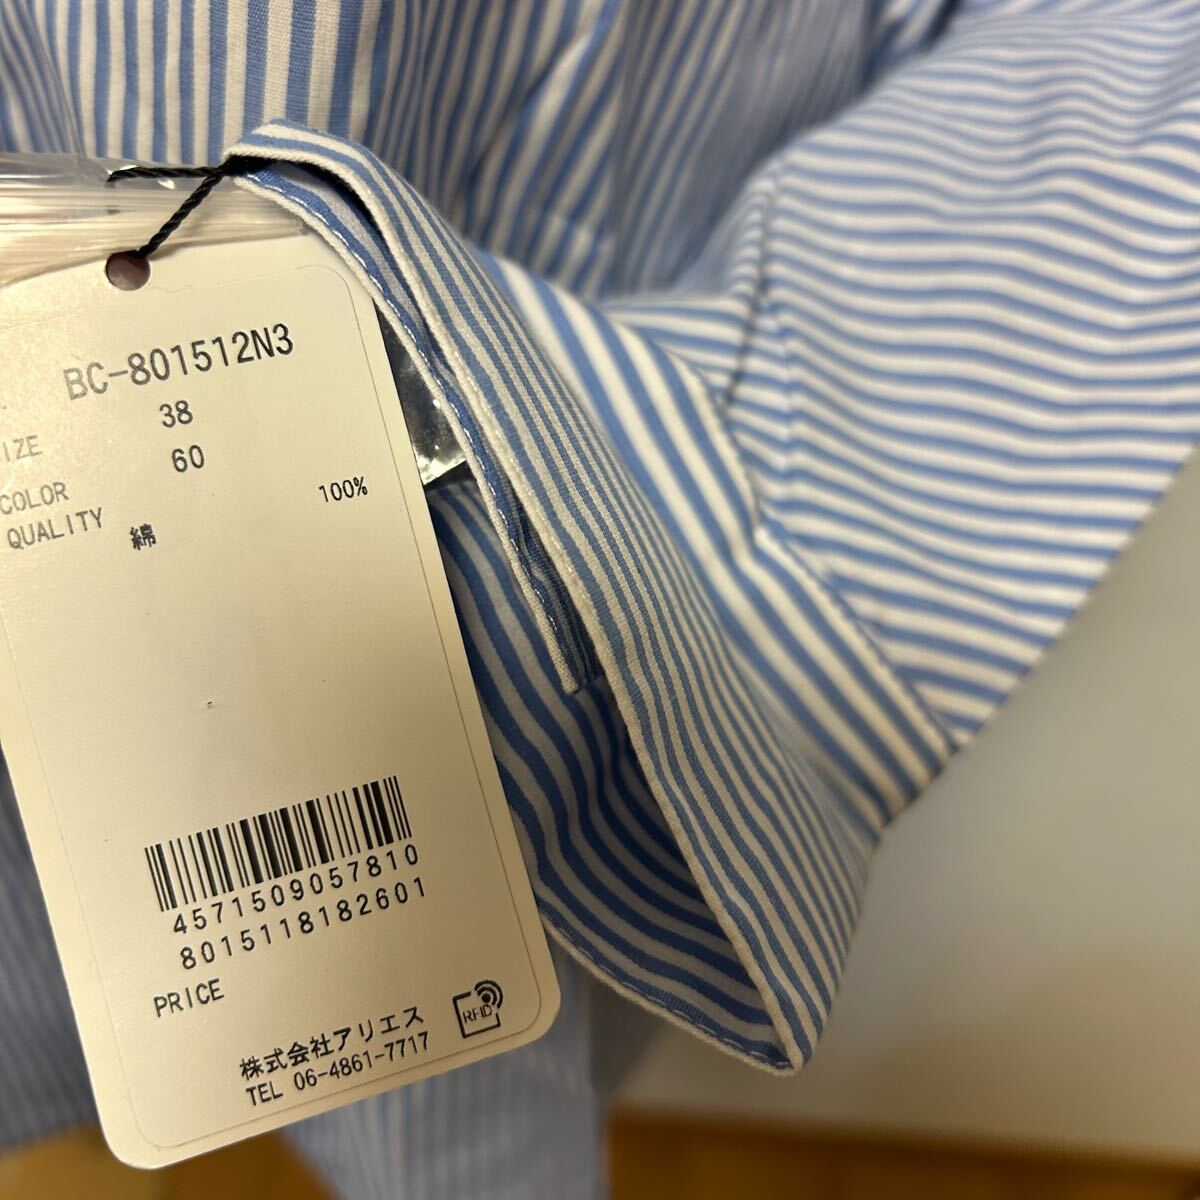 BC-801512N3
IZE 38
COLOR 60
QUALITY 綿 100%
4571509057810
8015118182601
PRICE
株式会社アリエス
TEL 06-4861-7717
RFID